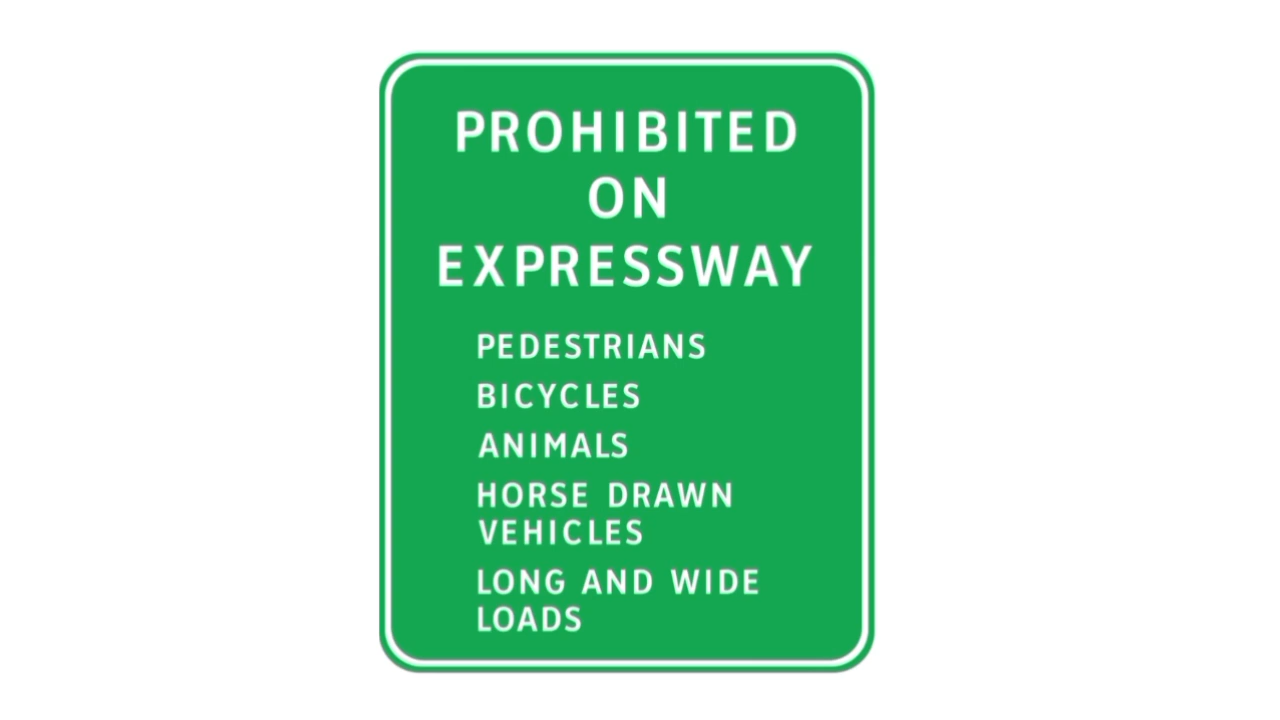 PROHIBITED
ON
EXPRESSWAY
PEDESTRIANS
BICYCLES
ANIMALS
HORSE DRAWN
VEHICLES
LONG AND WIDE
LOADS